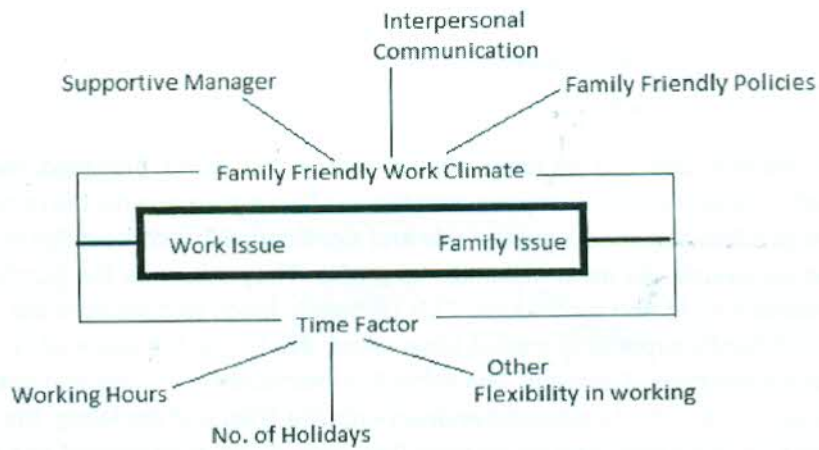 Interpersonal
Communication
Supportive Manager
Family Friendly Policies
Family Friendly Work Climate
Work Issue
Family Issue
Time Factor
Working Hours
No. of Holidays
Other
Flexibility in working